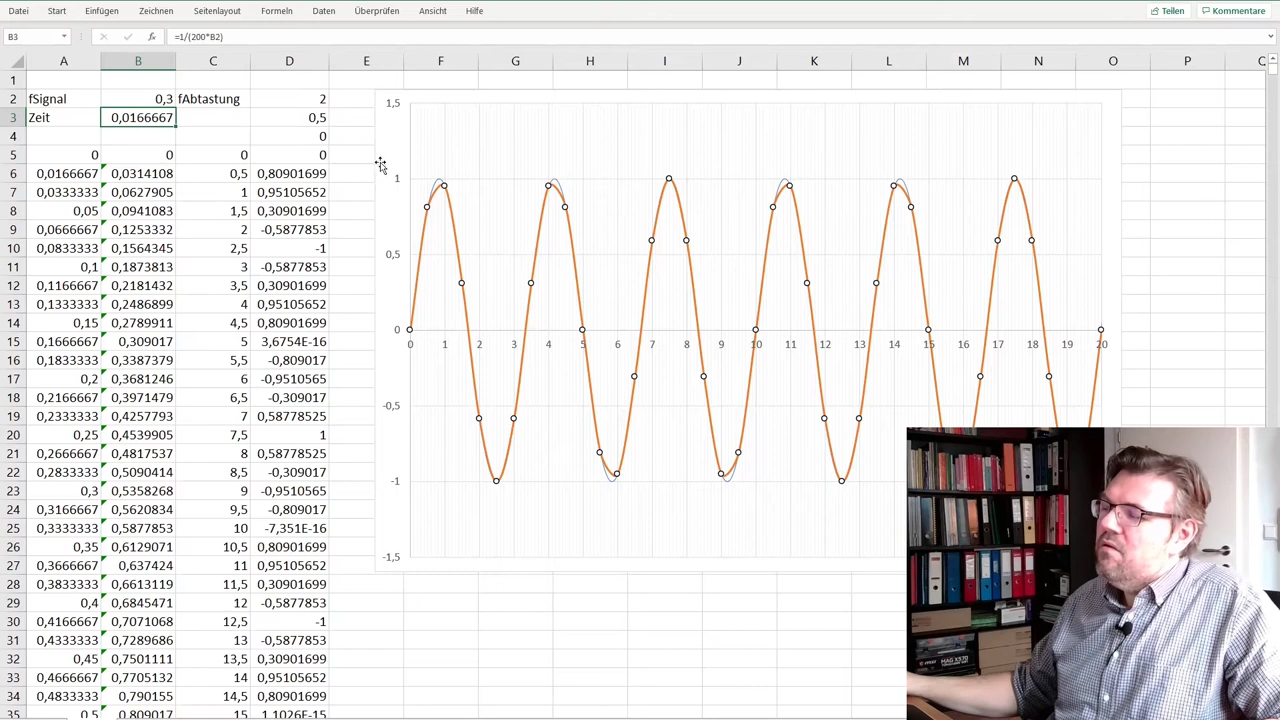 Datei Start Einfügen Zeichnen Seitenlayout Formeln Daten Überprüfen Ansicht Hilfe Teilen Kommentare
B3 fx =1/(200*B2)
A B C D E F G H I J K L M N O P Q
1
2 fSignal 0,3 fAbtastung 2
3 Zeit 0,0166667 0,5
4 0
5 0 0 0 0
6 0,0166667 0,0314108 0,5 0,80901699
7 0,0333333 0,0627905 1 0,95105652
8 0,05 0,0941083 1,5 0,30901699
9 0,0666667 0,1253332 2 -0,5877853
10 0,0833333 0,1564345 2,5 -1
11 0,1 0,1873813 3 -0,5877853
12 0,1166667 0,2181432 3,5 0,30901699
13 0,1333333 0,2486899 4 0,95105652
14 0,15 0,2789911 4,5 0,80901699
15 0,1666667 0,309017 5 3,6754E-16
16 0,1833333 0,3387379 5,5 -0,809017
17 0,2 0,3681246 6 -0,9510565
18 0,2166667 0,3971479 6,5 -0,309017
19 0,2333333 0,4257793 7 0,58778525
20 0,25 0,4539905 7,5 1
21 0,2666667 0,4817537 8 0,58778525
22 0,2833333 0,5090414 8,5 -0,309017
23 0,3 0,5358268 9 -0,9510565
24 0,3166667 0,5620834 9,5 -0,809017
25 0,3333333 0,5877853 10 -7,351E-16
26 0,35 0,6129071 10,5 0,80901699
27 0,3666667 0,637424 11 0,95105652
28 0,3833333 0,6613119 11,5 0,30901699
29 0,4 0,6845471 12 -0,5877853
30 0,4166667 0,7071068 12,5 -1
31 0,4333333 0,7289686 13 -0,5877853
32 0,45 0,7501111 13,5 0,30901699
33 0,4666667 0,7705132 14 0,95105652
34 0,4833333 0,790155 14,5 0,80901699
35 0,5 0,809017 15 1,1026E-15
1,5
1
0,5
0
0 1 2 3 4 5 6 7 8 9 10 11 12 13 14 15 16 17 18 19 20
-0,5
-1
-1,5
MAG X570